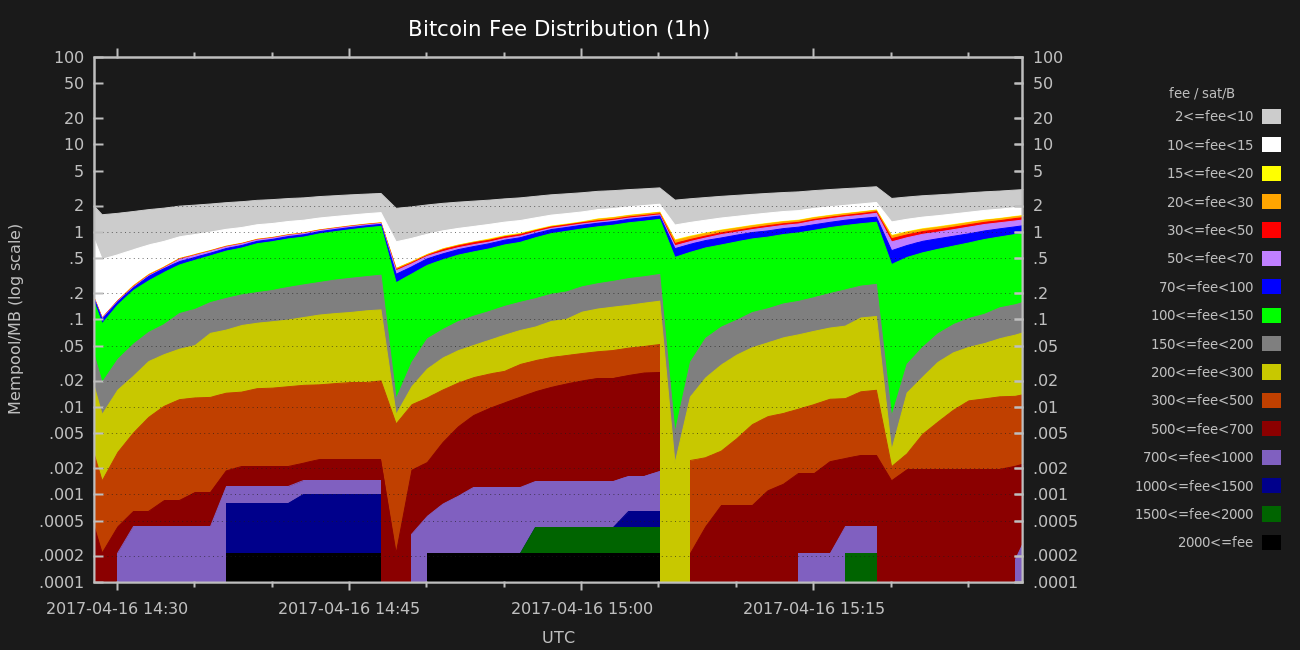 Bitcoin Fee Distribution (1h)
100
50
20
10
5
2
1
.5
.2
.1
.05
.02
.01
.005
.002
.001
.0005
.0002
.0001
Mempool/MB (log scale)
100
50
20
10
5
2
1
.5
.2
.1
.05
.02
.01
.005
.002
.001
.0005
.0002
.0001
2017-04-16 14:30
2017-04-16 14:45
2017-04-16 15:00
2017-04-16 15:15
UTC
fee / sat/B
2<=fee<10
10<=fee<15
15<=fee<20
20<=fee<30
30<=fee<50
50<=fee<70
70<=fee<100
100<=fee<150
150<=fee<200
200<=fee<300
300<=fee<500
500<=fee<700
700<=fee<1000
1000<=fee<1500
1500<=fee<2000
2000<=fee